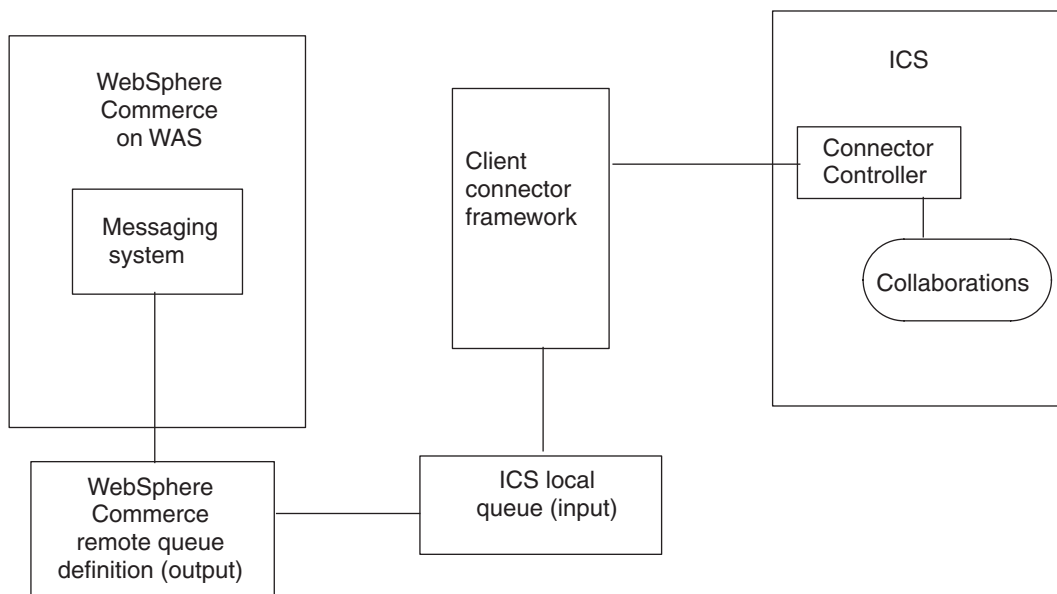 WebSphere
Commerce
on WAS
Messaging
system
WebSphere
Commerce
remote queue
definition (output)
ICS local
queue (input)
Client
connector
framework
ICS
Connector
Controller
Collaborations